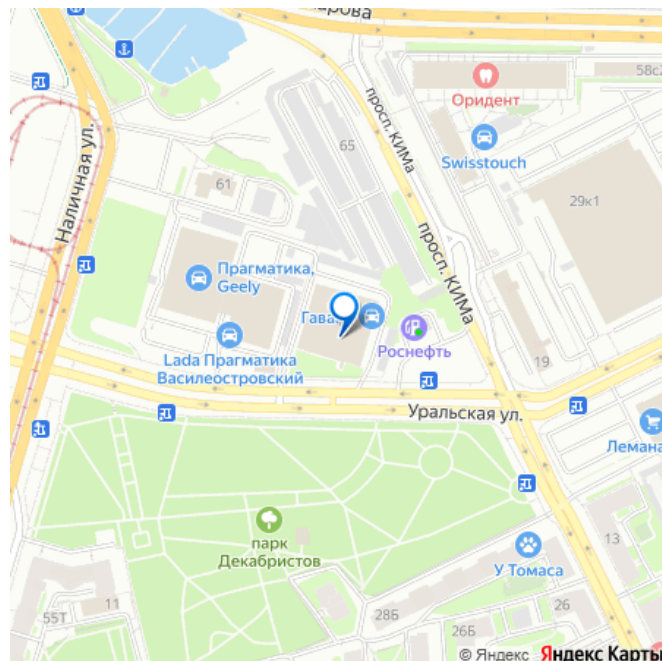 просп. КИМа
58с2
Оридент
65
Swisstouch
Наличная ул.
61
29к1
Прагматика,
Geely
просп. КИМа
Гава
Роснефть
Lada Прагматика
Василеостровский
19
Уральская ул.
Лемана
парк
Декабристов
У Томаса
13
55Т
11
28Б
26
26Б
© Яндекс Яндекс Карты